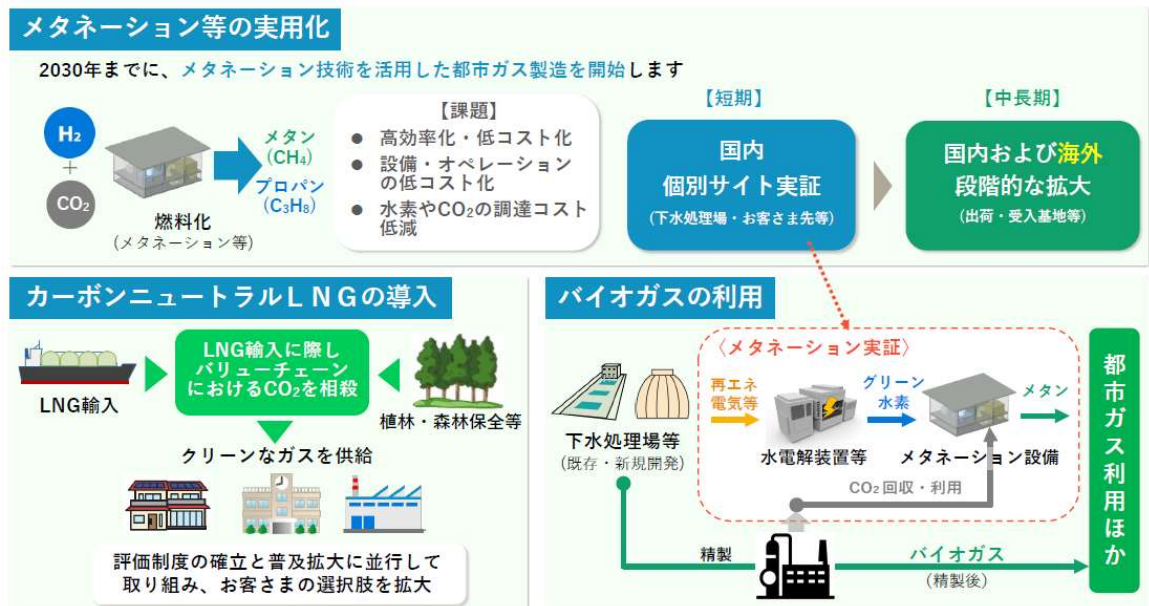 メタネーション等の実用化
2030年までに、メタネーション技術を活用した都市ガス製造を開始します
H₂
+
CO₂
燃料化
(メタネーション等)
メタン
(CH₄)
プロパン
(C₃H₈)
【課題】
● 高効率化・低コスト化
● 設備・オペレーション
の低コスト化
● 水素やCO₂の調達コスト
低減
【短期】
国内
個別サイト実証
(下水処理場・お客さま先等)
【中長期】
国内および海外
段階的な拡大
(出荷・受入基地等)
カーボンニュートラルLNGの導入
LNG輸入
LNG輸入に際し
バリューチェーン
におけるCO₂を相殺
植林・森林保全等
クリーンなガスを供給
評価制度の確立と普及拡大に並行して
取り組み、お客さまの選択肢を拡大
バイオガスの利用
〈メタネーション実証〉
下水処理場等
(既存・新規開発)
再エネ
電気等
水電解装置等
グリーン
水素
メタネーション設備
メタン
CO₂回収・利用
精製
バイオガス
(精製後)
都市ガス利用ほか